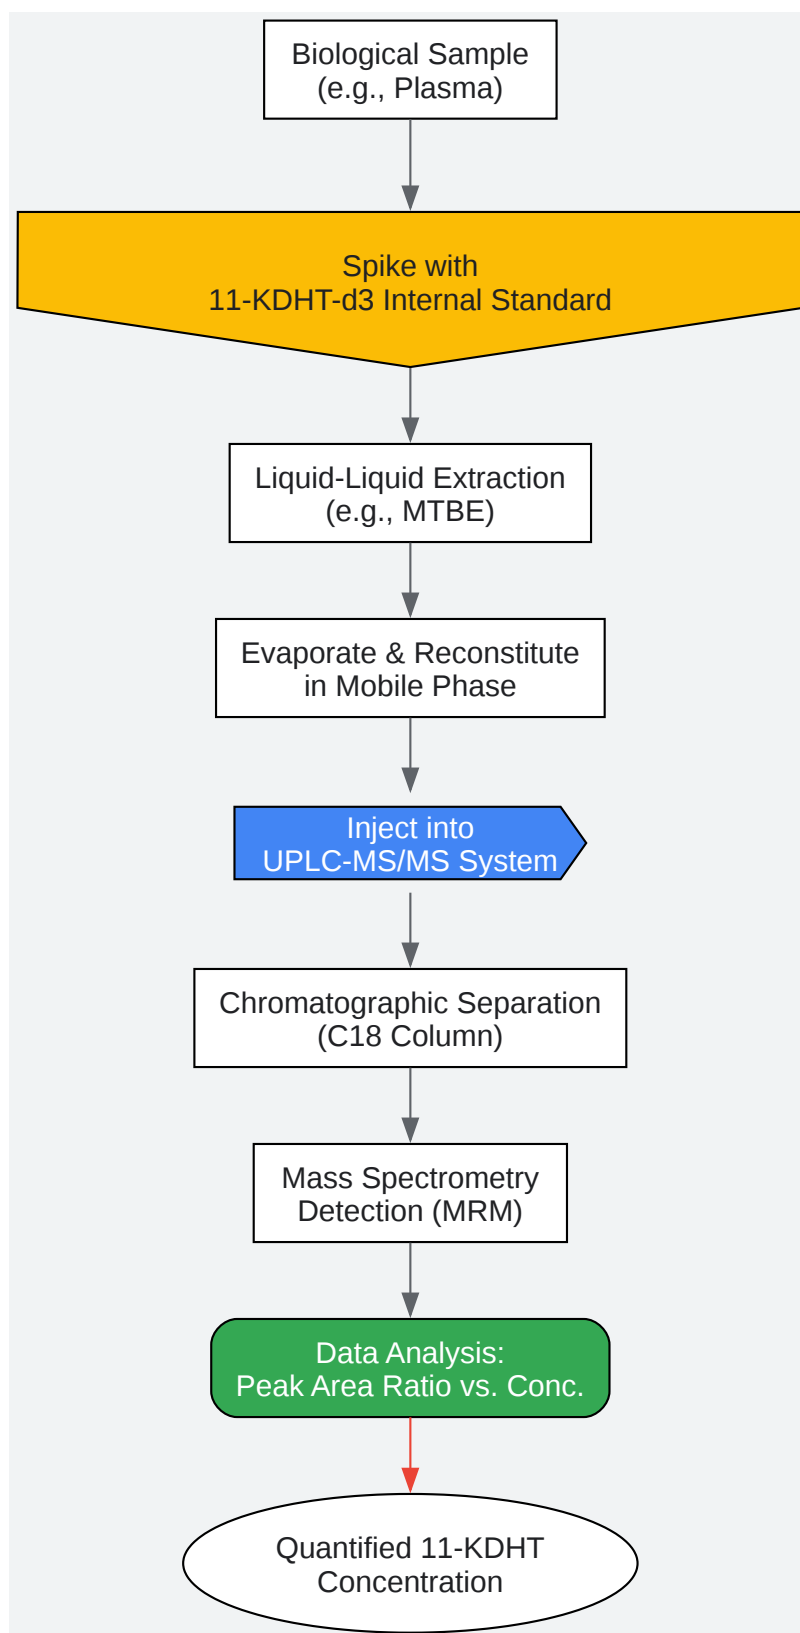 Biological Sample
(e.g., Plasma)
Spike with
11-KDHT-d3 Internal Standard
Liquid-Liquid Extraction
(e.g., MTBE)
Evaporate & Reconstitute
in Mobile Phase
Inject into
UPLC-MS/MS System
Chromatographic Separation
(C18 Column)
Mass Spectrometry
Detection (MRM)
Data Analysis:
Peak Area Ratio vs. Conc.
Quantified 11-KDHT
Concentration